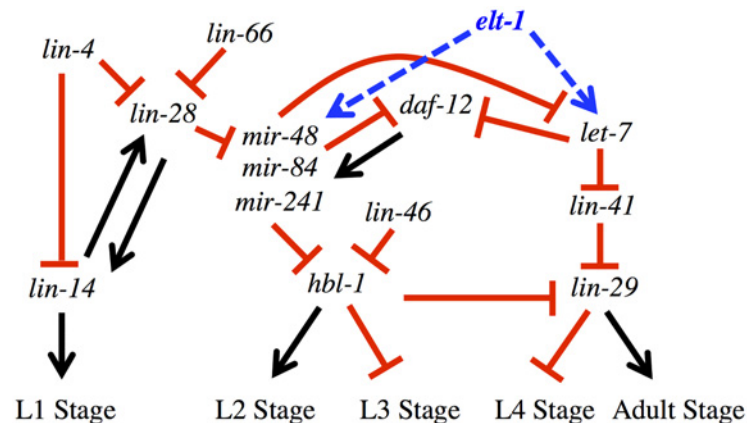 elt-1
lin-4
lin-66
lin-28
daf-12
mir-48
let-7
mir-84
mir-241
lin-46
lin-41
lin-14
hbl-1
lin-29
L1 Stage
L2 Stage
L3 Stage
L4 Stage
Adult Stage